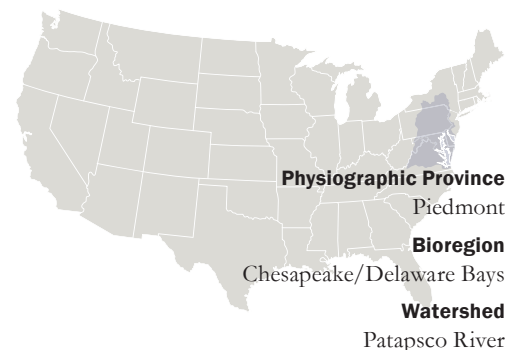 Physiographic Province
Piedmont
Bioregion
Chesapeake/Delaware Bays
Watershed
Patapsco River